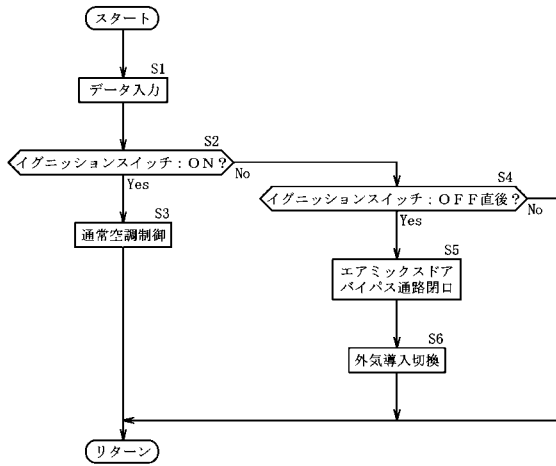 スタート
S1
データ入力
S2
イグニッションスイッチ：ON？
No
Yes
S4
イグニッションスイッチ：OFF直後？
No
Yes
S3
通常空調制御
S5
エアミックスドア
バイパス通路閉口
S6
外気導入切換
リターン